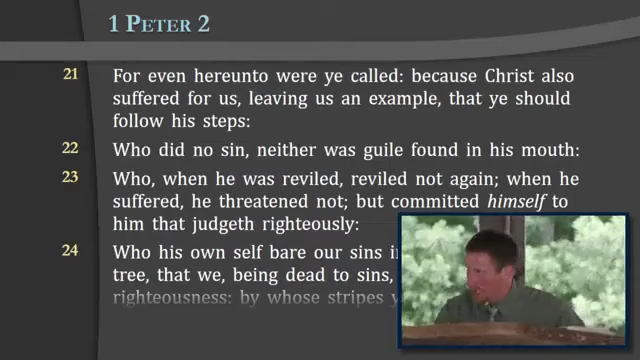 1 PETER 2
21 For even hereunto were ye called: because Christ also
suffered for us, leaving us an example, that ye should
follow his steps:
22 Who did no sin, neither was guile found in his mouth:
23 Who, when he was reviled, reviled not again; when he
suffered, he threatened not; but committed himself to
him that judgeth righteously:
24 Who his own self bare our sins
tree, that we, being dead to sins,
righteousness: by whose stripes